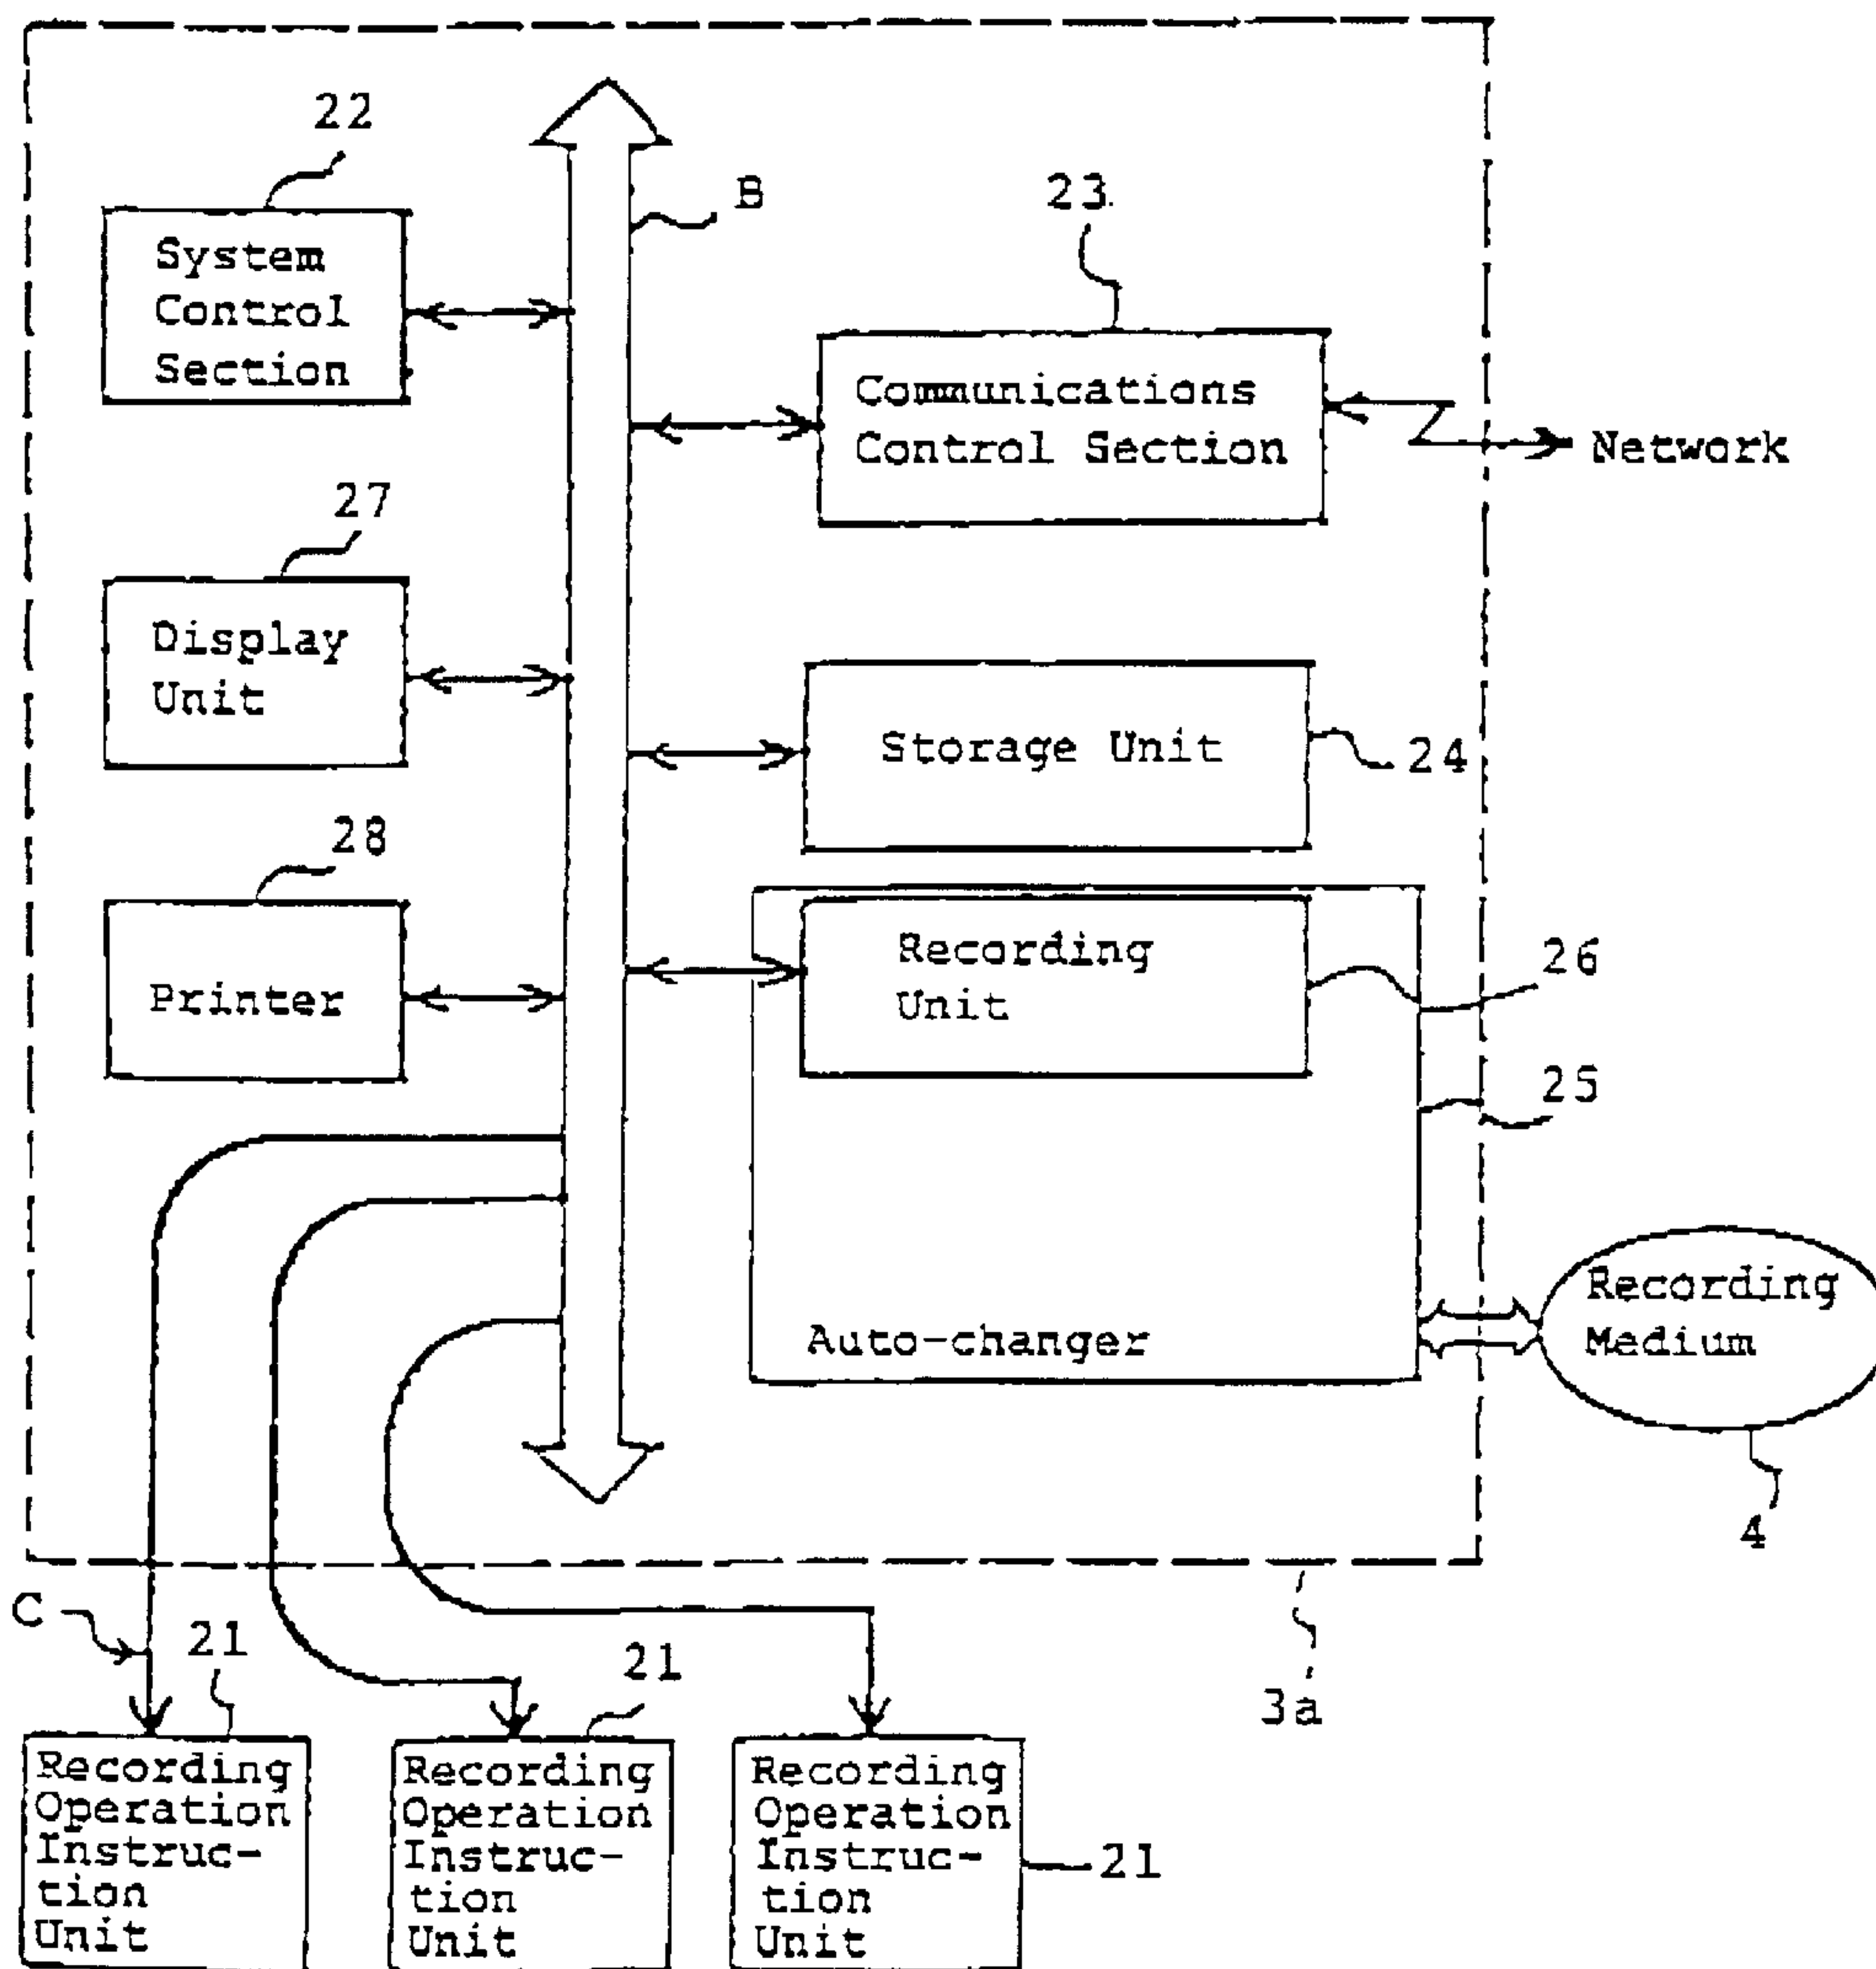 22
System
Control
Section
B
23
Communications
Control Section
Network
27
Display
Unit
Storage Unit
24
28
Printer
Recording
Unit
26
25
Auto-changer
Recording
Medium
4
C
21
21
3a
Recording
Operation
Instruc-
tion
Unit
Recording
Operation
Instruc-
tion
Unit
Recording
Operation
Instruc-
tion
Unit
21